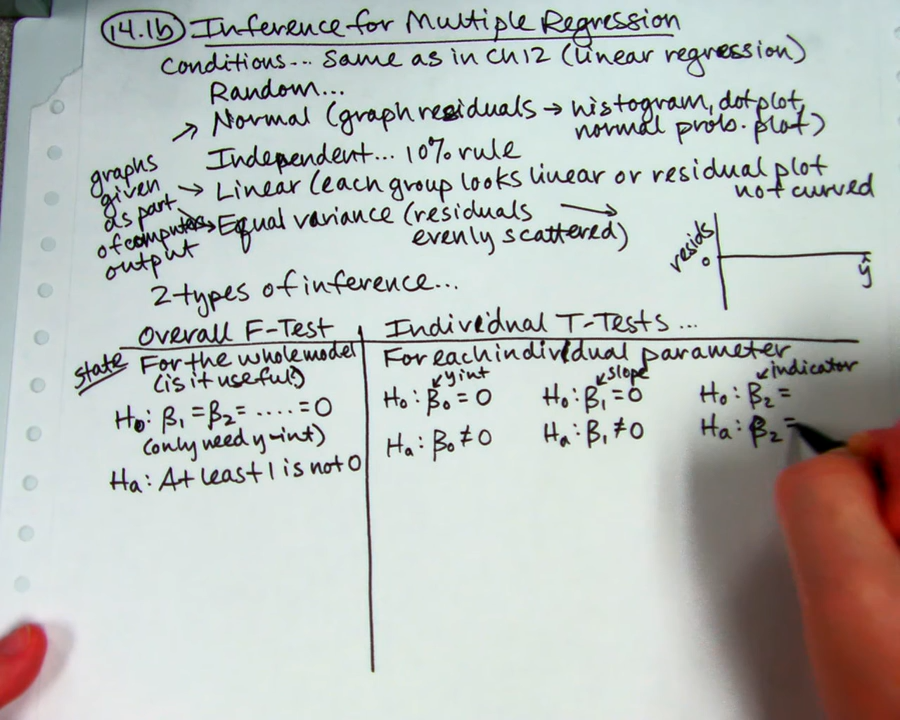 14.1b Inference for Multiple Regression
Conditions... Same as in Ch12 (linear regression)
Random...
Normal (graph residuals → histogram, dotplot,
normal prob. plot)
Independent... 10% rule
Linear (each group looks linear or residual plot
not curved
Equal variance (residuals
evenly scattered)
graphs
given
as part
of computers
output
resids
0
ŷ
2 types of inference...
Overall F-Test
Individual T-Tests...
State
For the whole model
(is it useful?)
H₀: β₁ = β₂ = ..... = 0
(only need y-int)
Ha: At least 1 is not 0
For each individual parameter
y int
H₀: β₀ = 0
Ha: β₀ ≠ 0
slope
H₀: β₁ = 0
Ha: β₁ ≠ 0
indicator
H₀: β₂ =
Ha: β₂ =